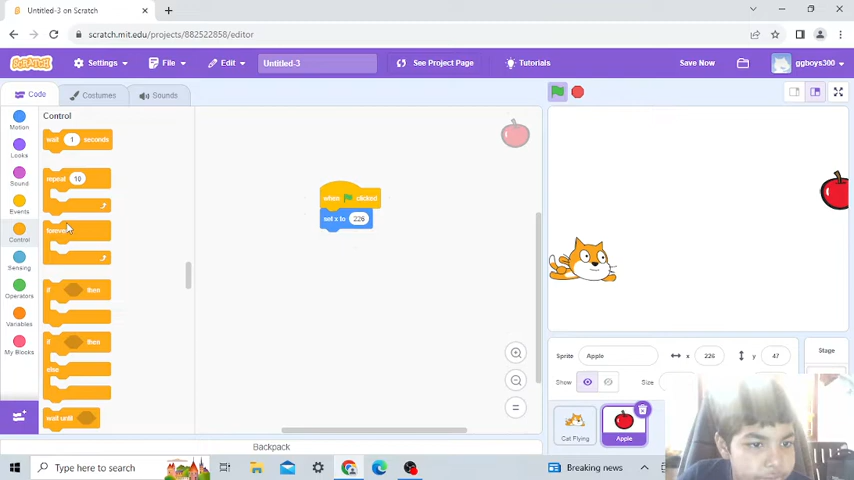 Untitled-3 on Scratch
scratch.mit.edu/projects/882522858/editor
SCRATCH Settings File Edit Untitled-3 See Project Page Tutorials Save Now ggboys300
Code Costumes Sounds
Motion
Looks
Sound
Events
Control
Sensing
Operators
Variables
My Blocks
Control
wait 1 seconds
repeat 10
forever
if then
if then
else
wait until
when clicked
set x to 226
Sprite Apple x 226 y 47
Show Size
Cat Flying
Apple
Stage
Backpack
Type here to search
Breaking news